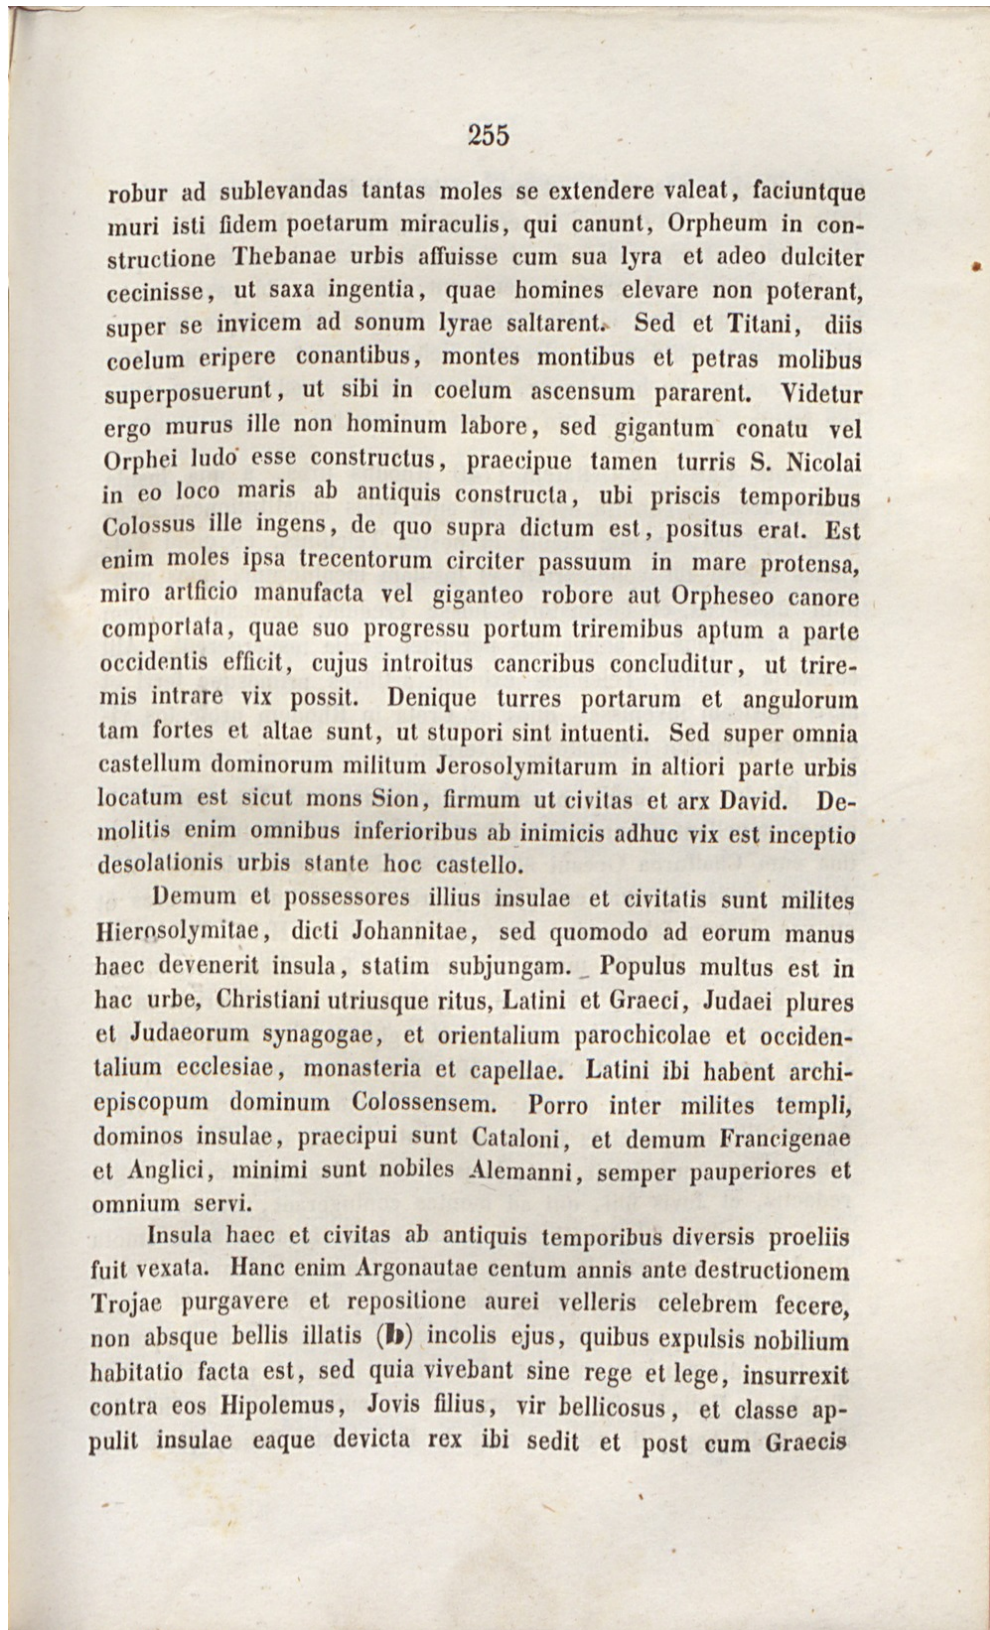 255
robur ad sublevandas tantas moles se extendere valeat, faciuntque
muri isti fidem poetarum miraculis, qui canunt, Orpheum in con-
structione Thebanae urbis affuisse cum sua lyra et adeo dulciter
cecinisse, ut saxa ingentia, quae homines elevare non poterant,
super se invicem ad sonum lyrae saltarent. Sed et Titani, diis
coelum eripere conantibus, montes montibus et petras molibus
superposuerunt, ut sibi in coelum ascensum pararent. Videtur
ergo murus ille non hominum labore, sed gigantum conatu vel
Orphei ludo esse constructus, praecipue tamen turris S. Nicolai
in eo loco maris ab antiquis constructa, ubi priscis temporibus
Colossus ille ingens, de quo supra dictum est, positus erat. Est
enim moles ipsa trecentorum circiter passuum in mare protensa,
miro artficio manufacta vel giganteo robore aut Orpheseo canore
comportata, quae suo progressu portum triremibus aptum a parte
occidentis efficit, cujus introitus cancribus concluditur, ut trire-
mis intrare vix possit. Denique turres portarum et angulorum
tam fortes et altae sunt, ut stupori sint intuenti. Sed super omnia
castellum dominorum militum Jerosolymitarum in altiori parte urbis
locatum est sicut mons Sion, firmum ut civitas et arx David. De-
molitis enim omnibus inferioribus ab inimicis adhuc vix est inceptio
desolationis urbis stante hoc castello.
Demum et possessores illius insulae et civitatis sunt milites
Hierosolymitae, dicti Johannitae, sed quomodo ad eorum manus
haec devenerit insula, statim subjungam. Populus multus est in
hac urbe, Christiani utriusque ritus, Latini et Graeci, Judaei plures
et Judaeorum synagogae, et orientalium parochicolae et occiden-
talium ecclesiae, monasteria et capellae. Latini ibi habent archi-
episcopum dominum Colossensem. Porro inter milites templi,
dominos insulae, praecipui sunt Cataloni, et demum Francigenae
et Anglici, minimi sunt nobiles Alemanni, semper pauperiores et
omnium servi.
Insula haec et civitas ab antiquis temporibus diversis proeliis
fuit vexata. Hanc enim Argonautae centum annis ante destructionem
Trojae purgavere et repositione aurei velleris celebrem fecere,
non absque bellis illatis (b) incolis ejus, quibus expulsis nobilium
habitatio facta est, sed quia vivebant sine rege et lege, insurrexit
contra eos Hipolemus, Jovis filius, vir bellicosus, et classe ap-
pulit insulae eaque devicta rex ibi sedit et post cum Graecis